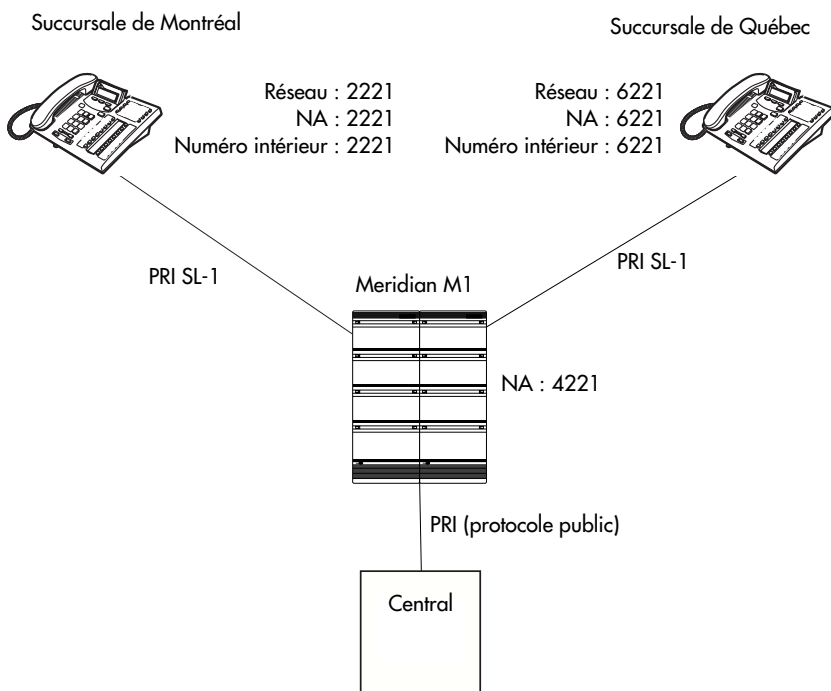 Succursale de Montréal
Succursale de Québec
Réseau : 2221
NA : 2221
Numéro intérieur : 2221
Réseau : 6221
NA : 6221
Numéro intérieur : 6221
PRI SL-1
PRI SL-1
Meridian M1
NA : 4221
PRI (protocole public)
Central